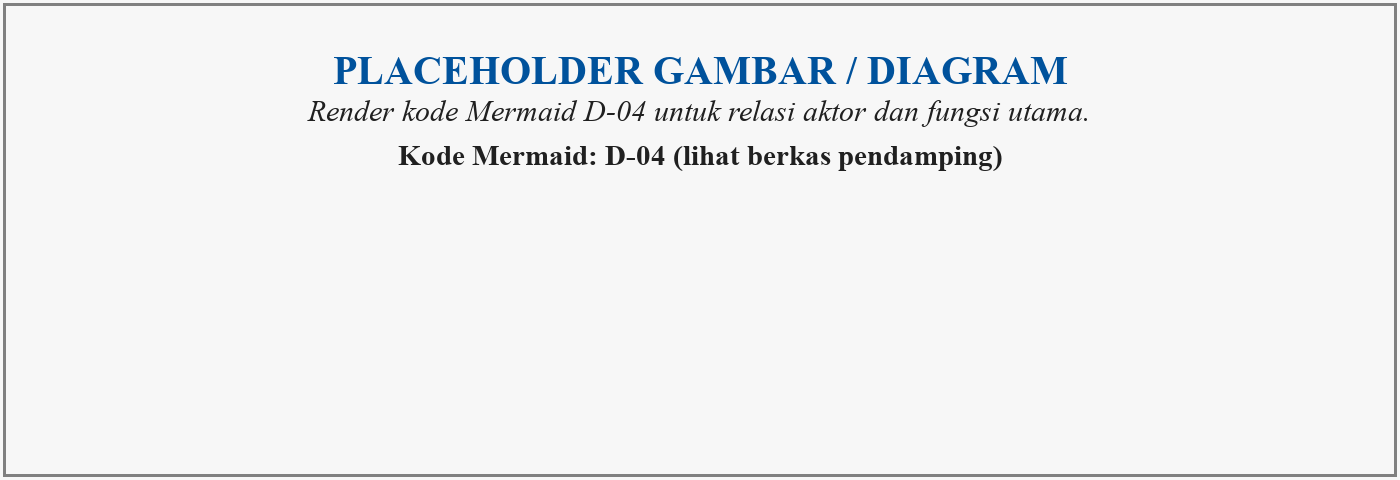 PLACEHOLDER GAMBAR / DIAGRAM
Render kode Mermaid D-04 untuk relasi aktor dan fungsi utama.
Kode Mermaid: D-04 (lihat berkas pendamping)